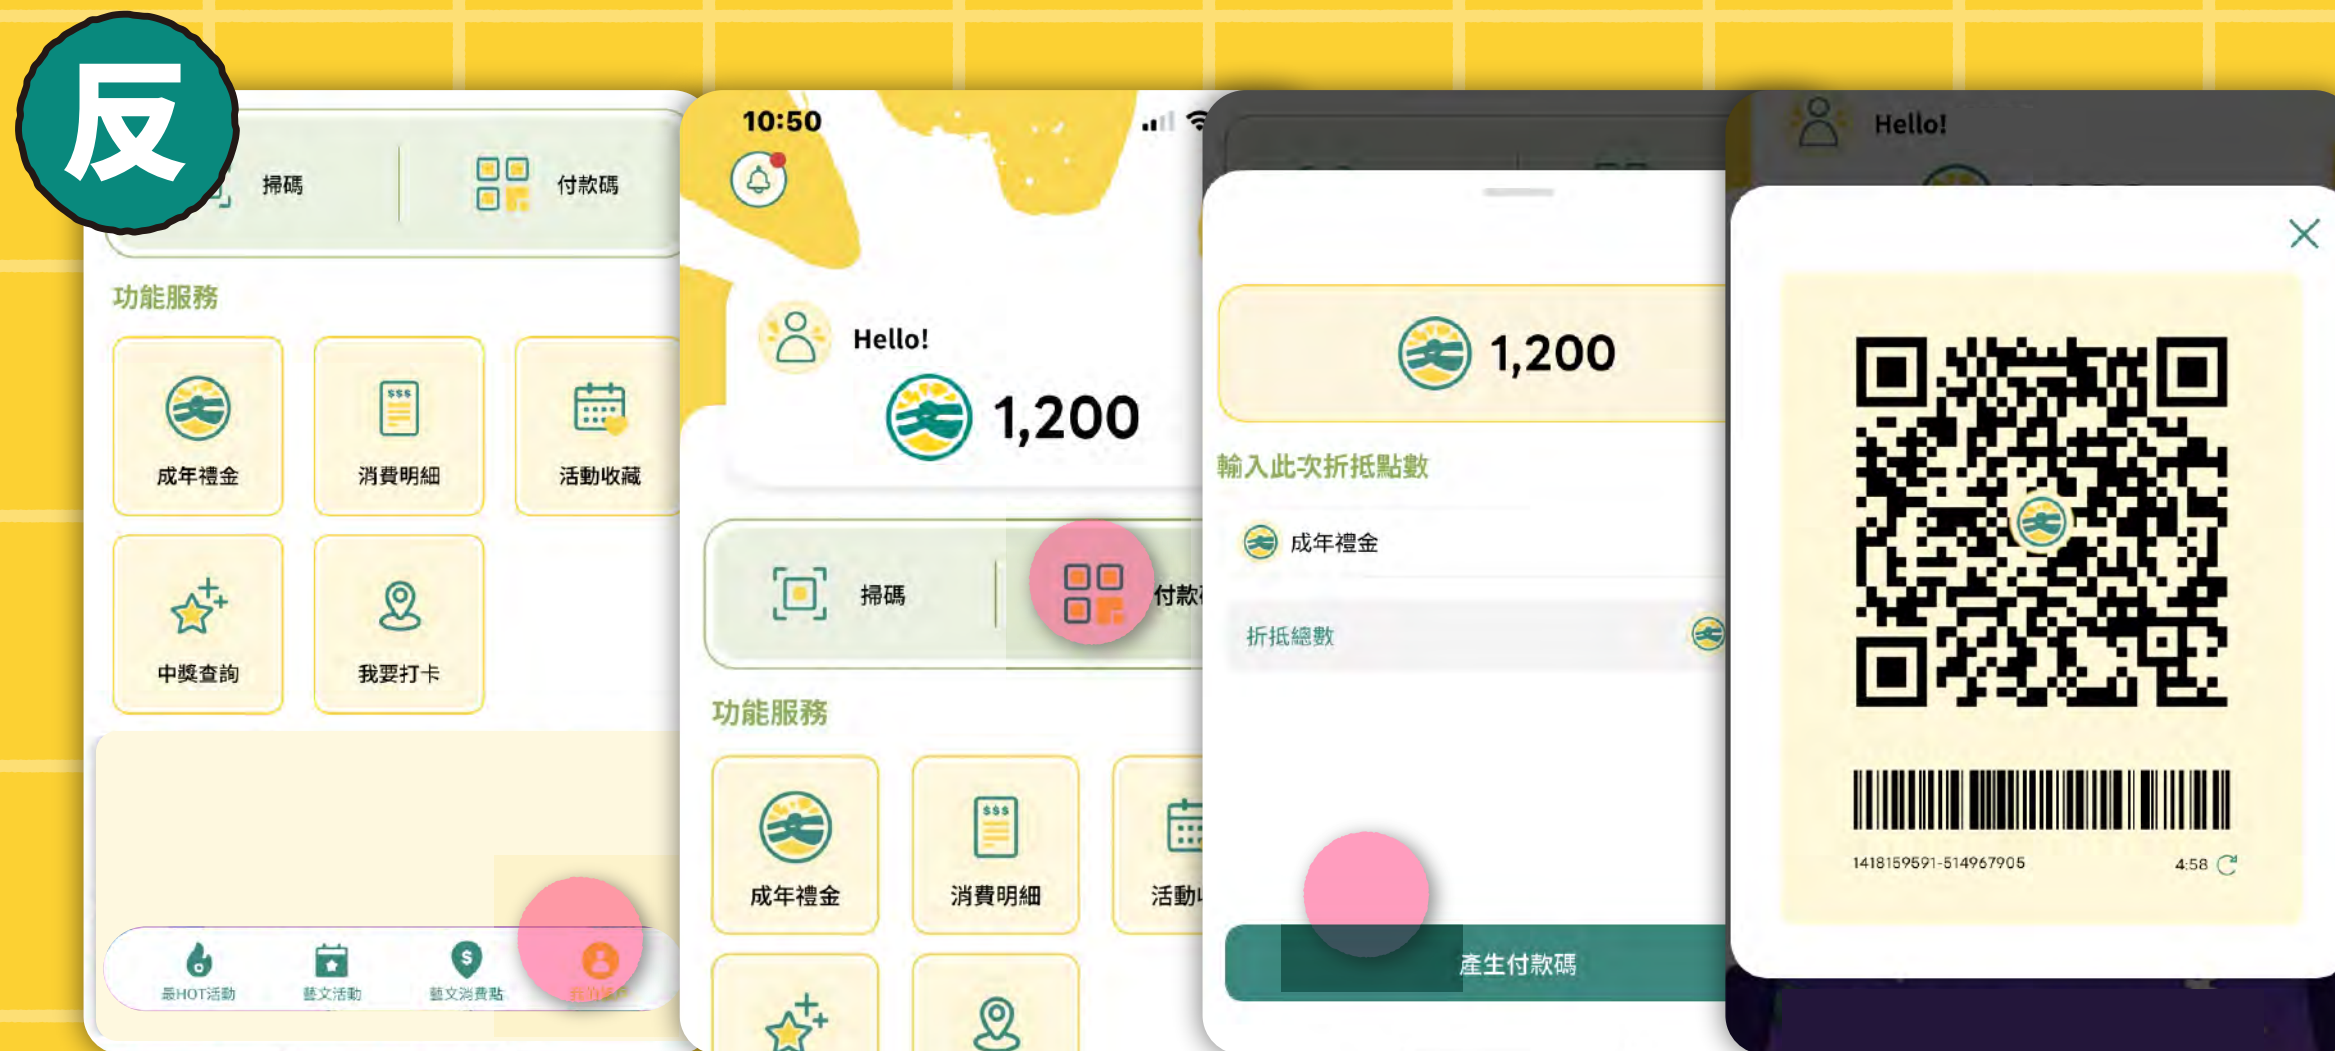 反
掃碼
付款碼
功能服務
成年禮金
消費明細
活動收藏
中獎查詢
我要打卡
最HOT活動
藝文活動
藝文消費點
10:50
Hello!
1,200
掃碼
付款
功能服務
成年禮金
消費明細
活動
1,200
輸入此次折抵點數
成年禮金
折抵總數
產生付款碼
Hello!
1418159591-514967905
4:58